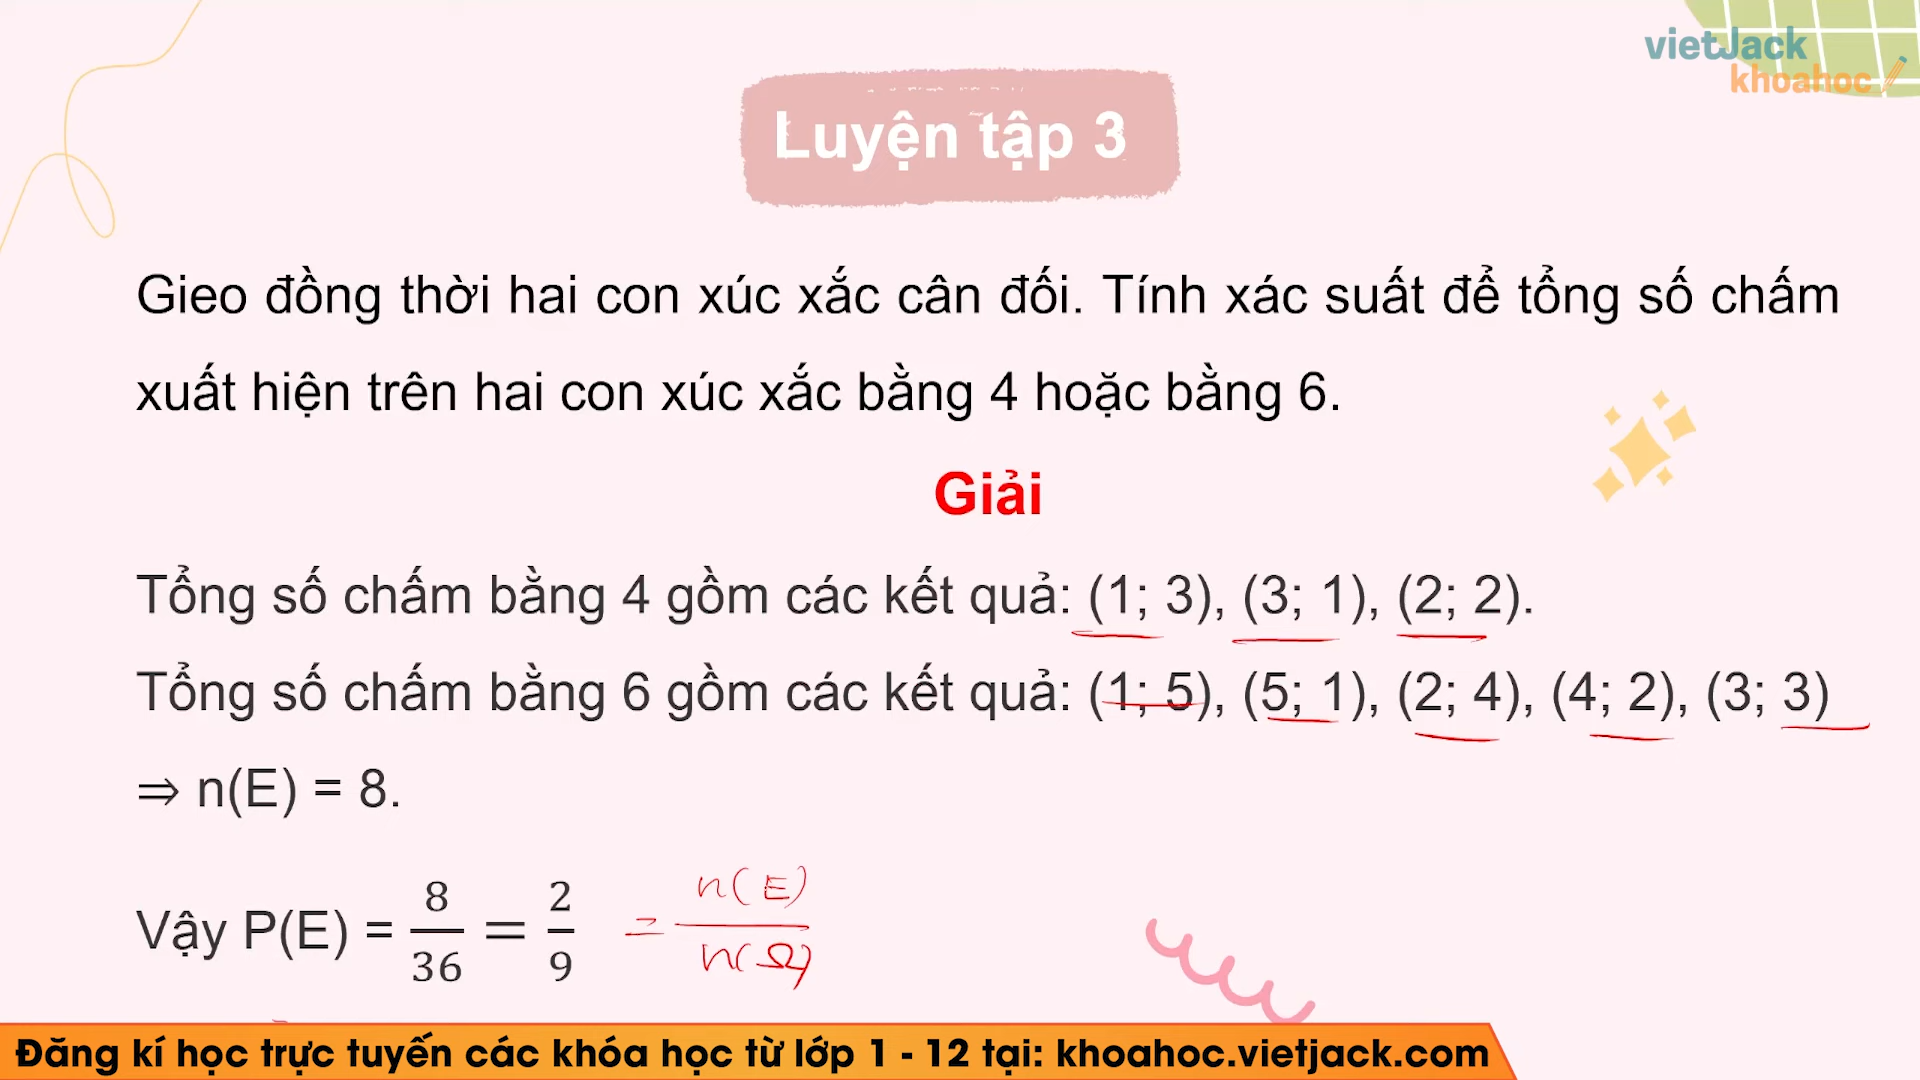 vietJack
khoahoc
Luyện tập 3
Gieo đồng thời hai con xúc xắc cân đối. Tính xác suất để tổng số chấm
xuất hiện trên hai con xúc xắc bằng 4 hoặc bằng 6.
Giải
Tổng số chấm bằng 4 gồm các kết quả: (1; 3), (3; 1), (2; 2).
Tổng số chấm bằng 6 gồm các kết quả: (1; 5), (5; 1), (2; 4), (4; 2), (3; 3)
⇒ n(E) = 8.
Vậy P(E) = 8/36 = 2/9 = n(E)/n(Ω)
Đăng kí học trực tuyến các khóa học từ lớp 1 - 12 tại: khoahoc.vietjack.com